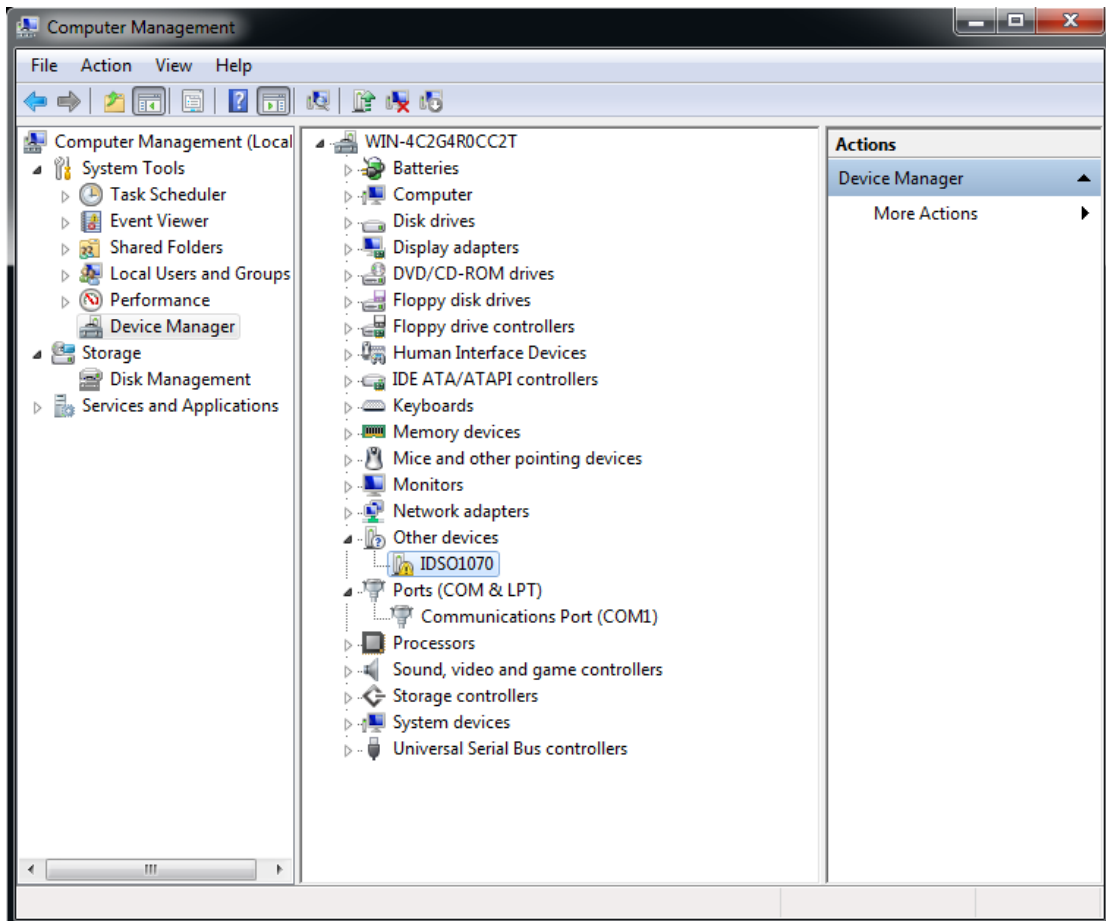 Computer Management
File Action View Help
Computer Management (Local
System Tools
Task Scheduler
Event Viewer
Shared Folders
Local Users and Groups
Performance
Device Manager
Storage
Disk Management
Services and Applications
WIN-4C2G4R0CC2T
Batteries
Computer
Disk drives
Display adapters
DVD/CD-ROM drives
Floppy disk drives
Floppy drive controllers
Human Interface Devices
IDE ATA/ATAPI controllers
Keyboards
Memory devices
Mice and other pointing devices
Monitors
Network adapters
Other devices
IDSO1070
Ports (COM & LPT)
Communications Port (COM1)
Processors
Sound, video and game controllers
Storage controllers
System devices
Universal Serial Bus controllers
Actions
Device Manager
More Actions